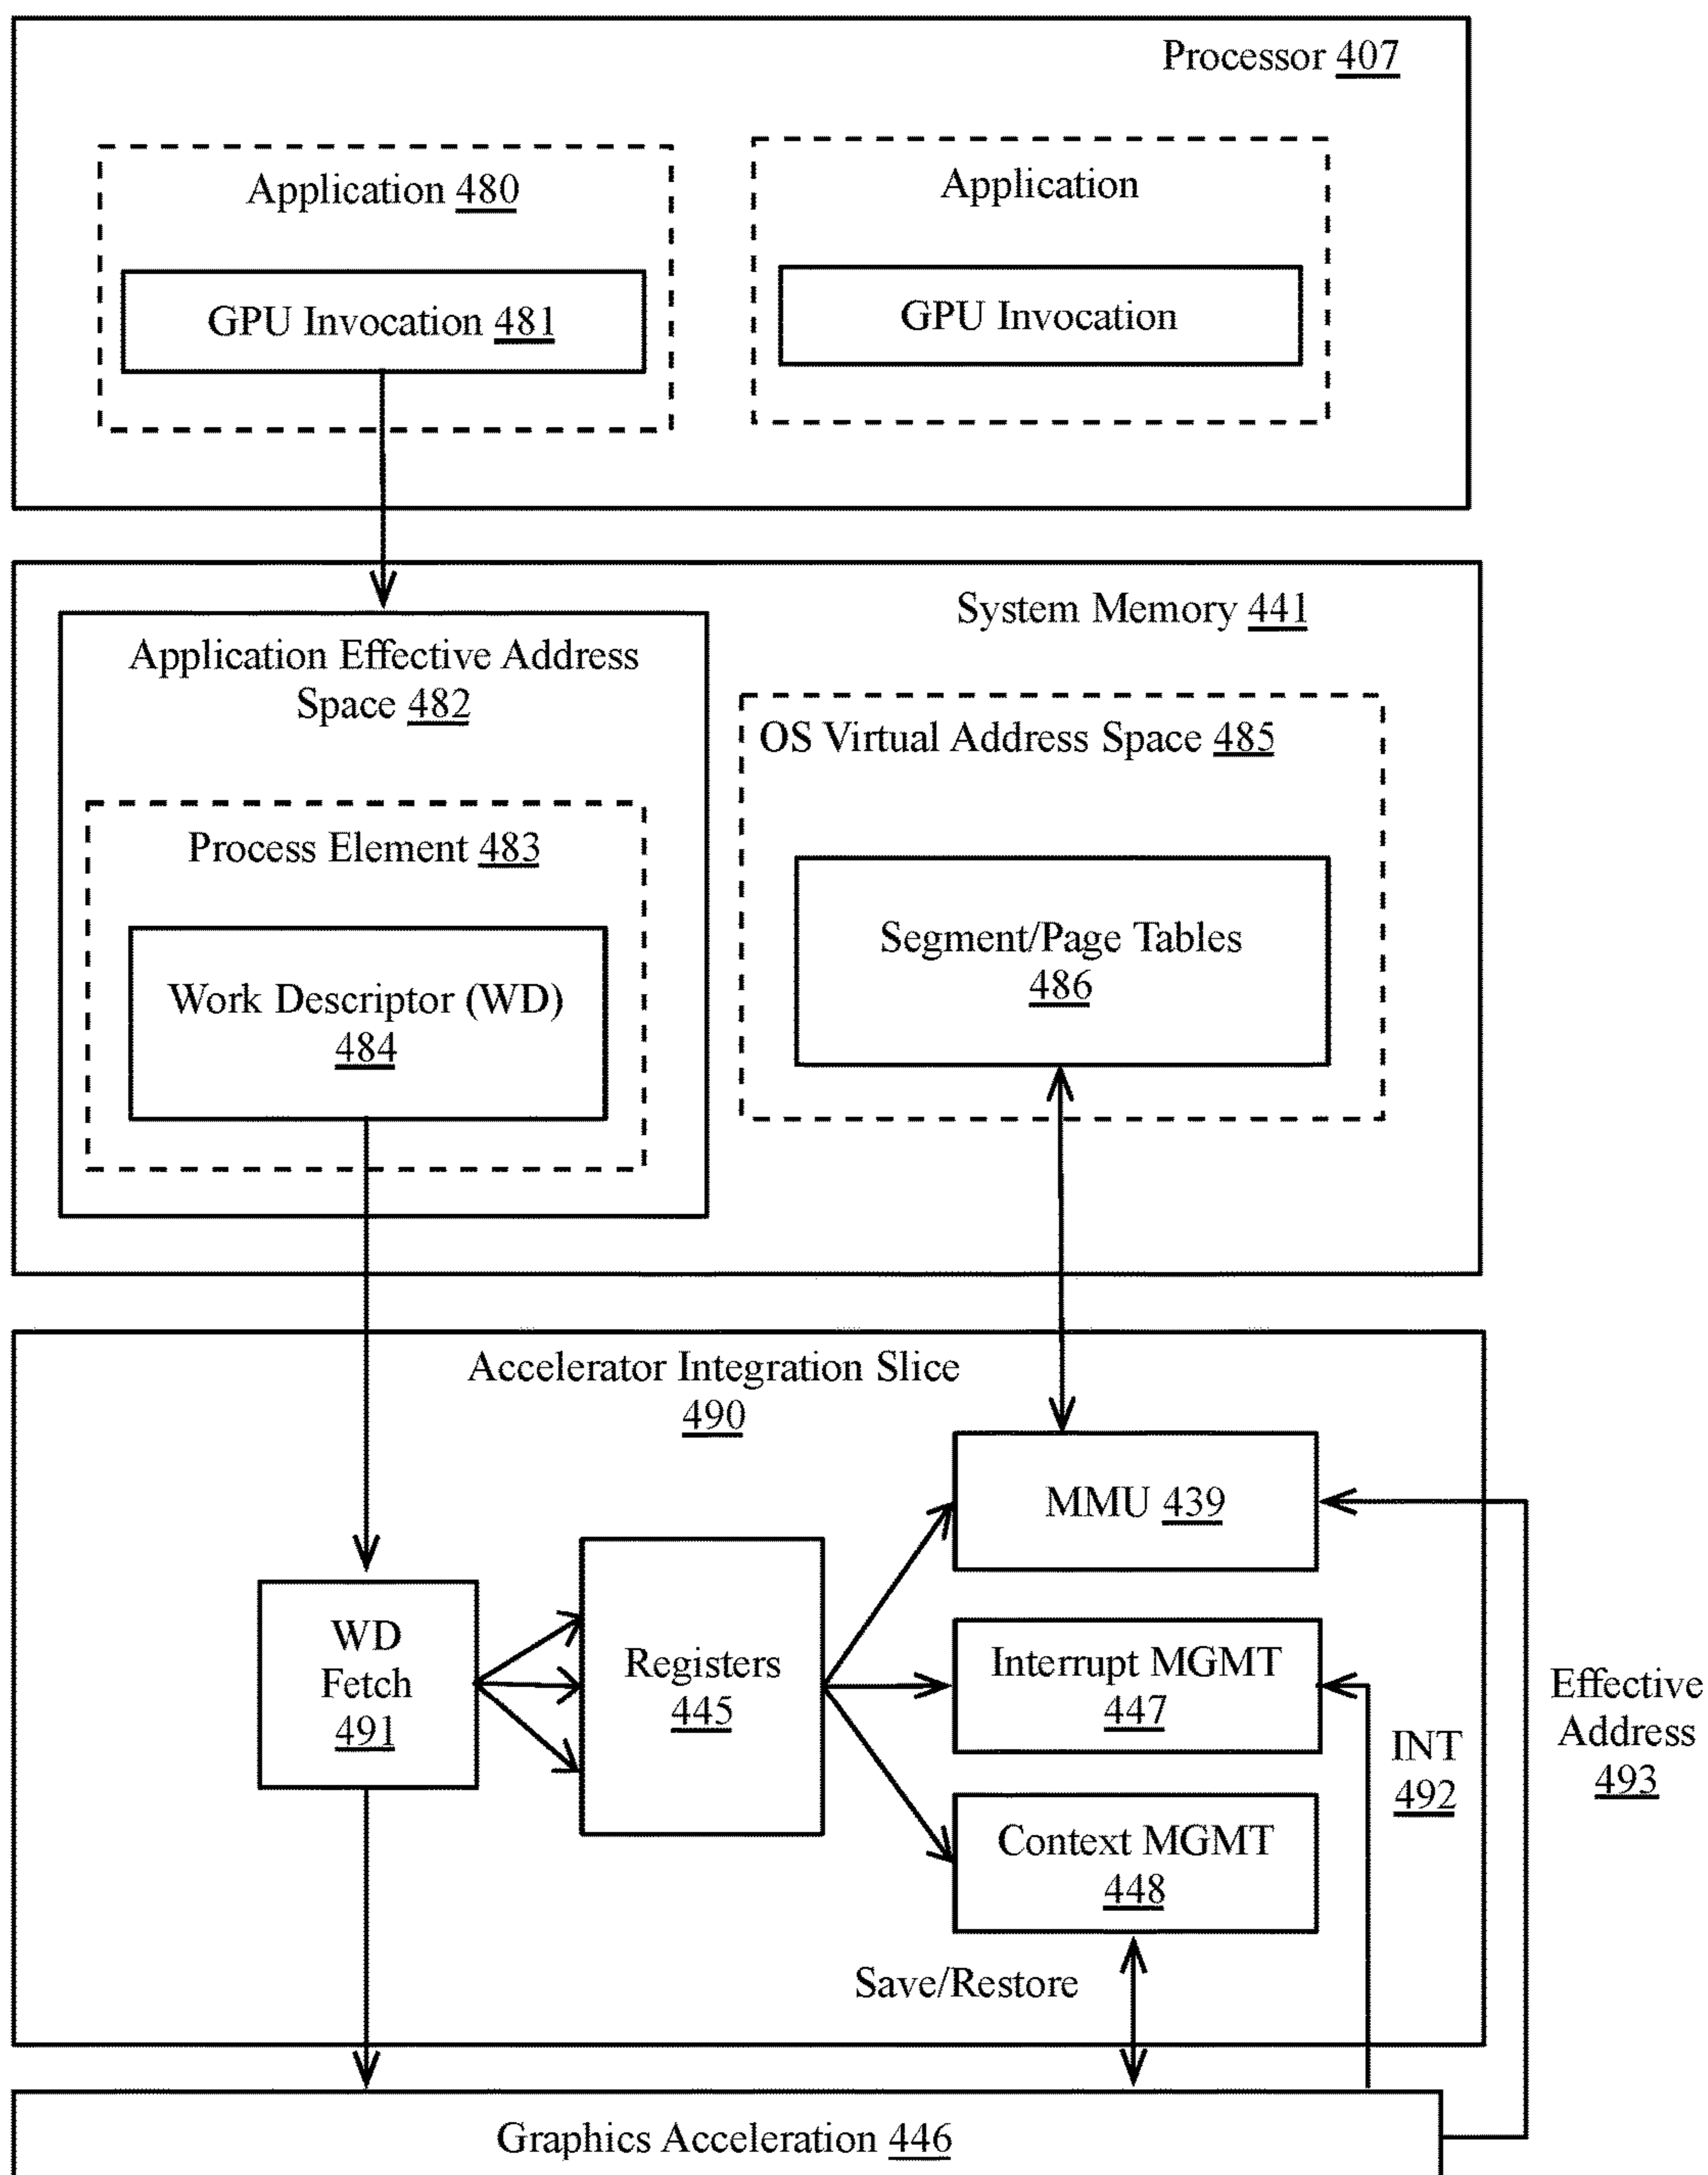 Processor 407
Application 480
Application
GPU Invocation 481
GPU Invocation
System Memory 441
Application Effective Address
Space 482
OS Virtual Address Space 485
Process Element 483
Segment/Page Tables
486
Work Descriptor (WD)
484
Accelerator Integration Slice
490
MMU 439
WD
Fetch
491
Registers
445
Interrupt MGMT
447
Effective
Address
493
INT
492
Context MGMT
448
Save/Restore
Graphics Acceleration 446